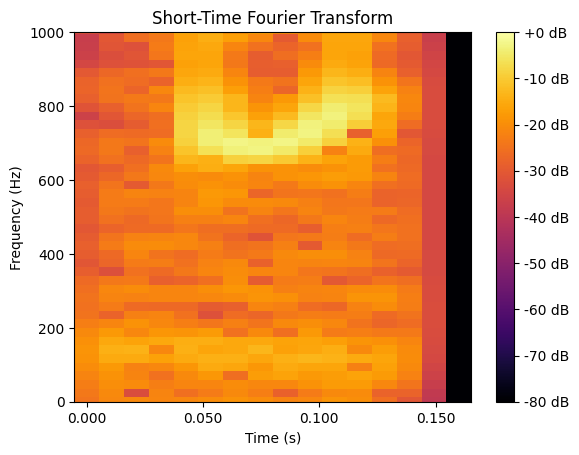 Short-Time Fourier Transform
Frequency (Hz)
1000
800
600
400
200
0
0.000
0.050
0.100
0.150
Time (s)
+0 dB
-10 dB
-20 dB
-30 dB
-40 dB
-50 dB
-60 dB
-70 dB
-80 dB